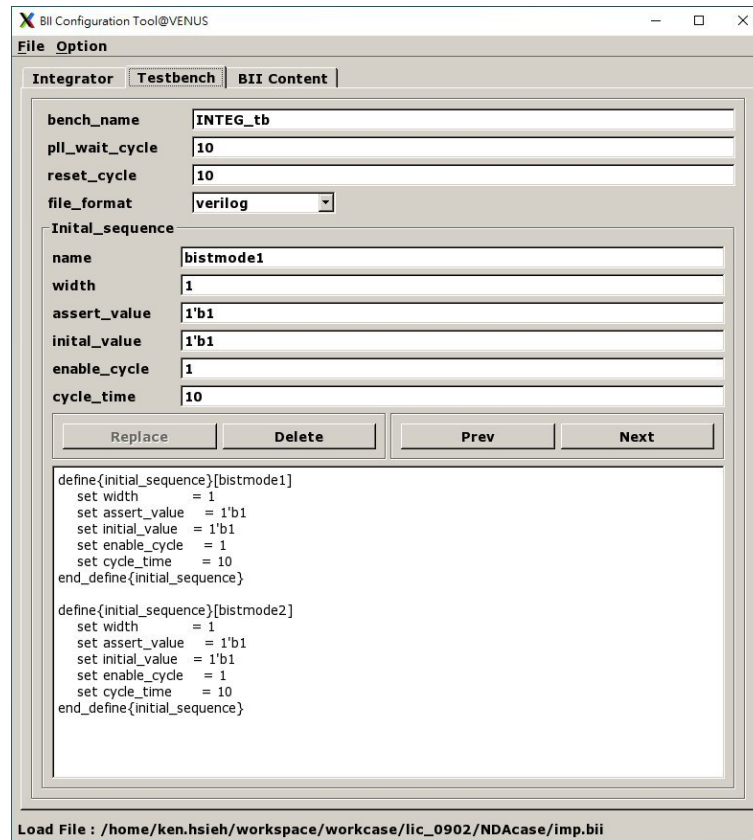 BII Configuration Tool@VENUS
File Option
Integrator Testbench BII Content
bench_name INTEG_tb
pll_wait_cycle 10
reset_cycle 10
file_format verilog
Inital_sequence
name bistmode1
width 1
assert_value 1'b1
inital_value 1'b1
enable_cycle 1
cycle_time 10
Replace Delete Prev Next
define{initial_sequence}[bistmode1]
set width = 1
set assert_value = 1'b1
set initial_value = 1'b1
set enable_cycle = 1
set cycle_time = 10
end_define{initial_sequence}
define{initial_sequence}[bistmode2]
set width = 1
set assert_value = 1'b1
set initial_value = 1'b1
set enable_cycle = 1
set cycle_time = 10
end_define{initial_sequence}
Load File : /home/ken.hsieh/workspace/workcase/lic_0902/NDAcase/imp.bii